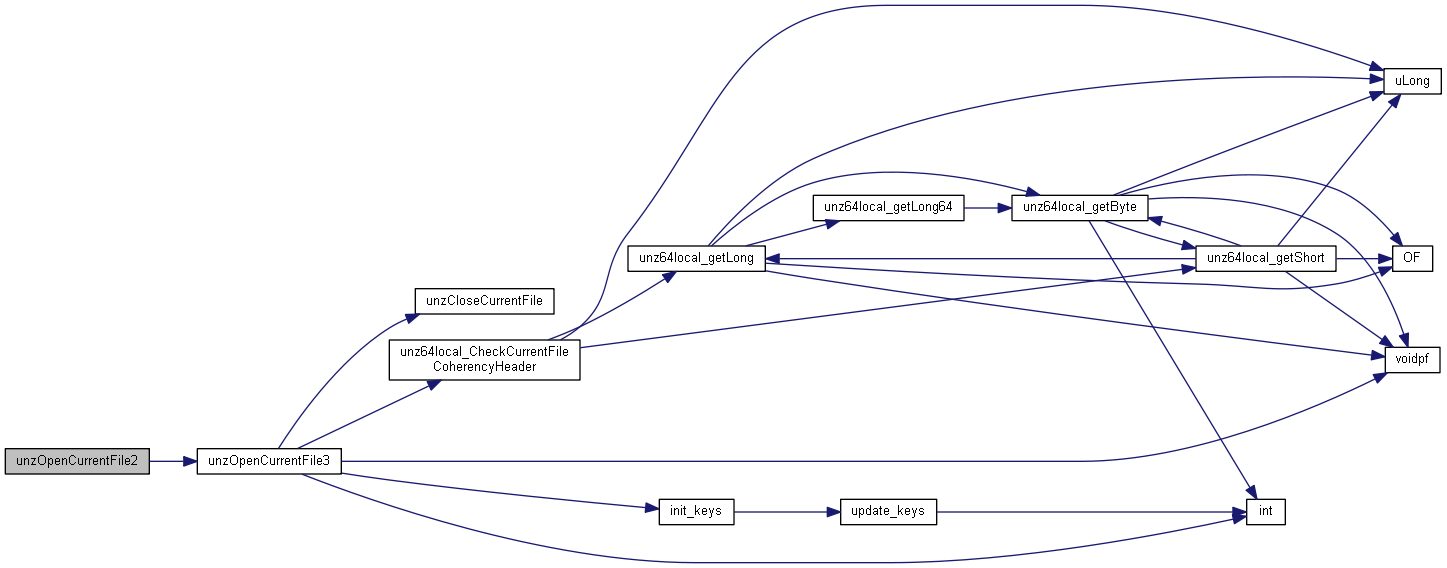 uLong
unz64local_getLong64
unz64local_getByte
unz64local_getLong
unz64local_getShort
OF
unzCloseCurrentFile
unz64local_CheckCurrentFile
CoherencyHeader
voidpf
unzOpenCurrentFile2
unzOpenCurrentFile3
init_keys
update_keys
int